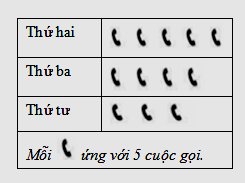 Thứ hai
Thứ ba
Thứ tư
Mỗi ứng với 5 cuộc gọi.